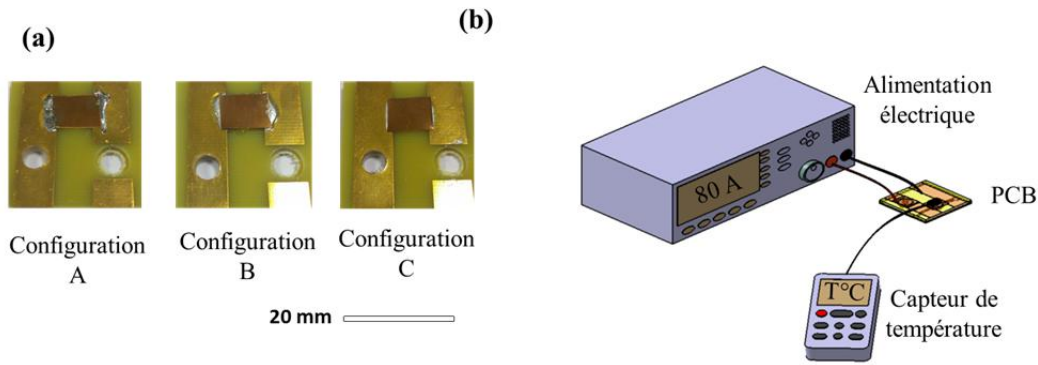 (a)
Configuration
A
Configuration
B
Configuration
C
20 mm
(b)
Alimentation
électrique
80 A
PCB
T°C
Capteur de
température